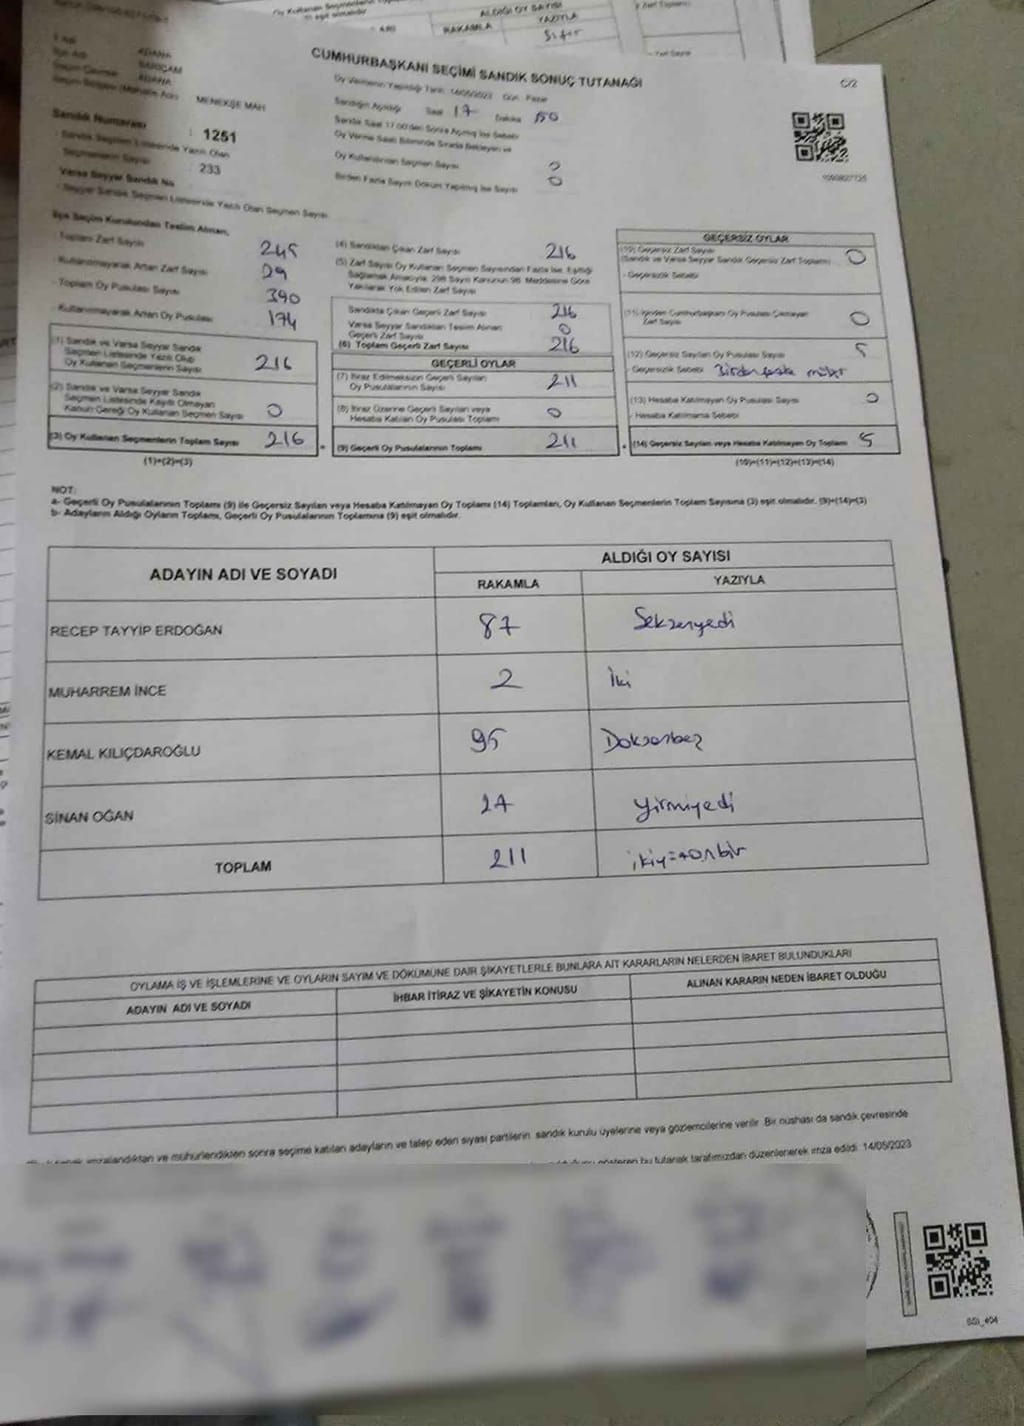 Oy Kullanan Seçmenlerin
eşit olmalıdır.
ALDIĞI OY SAYISI
RAKAMLA
YAZIYLA
Sıfır
CUMHURBAŞKANI SEÇİMİ SANDIK SONUÇ TUTANAĞI
C/2
ADANA
SARIÇAM
ADANA
MENEKŞE MAH.
Oy Vermenin Yapıldığı Tarih: 14/05/2023 Gün: Pazar
Sandığın Açıldığı Saat 17 Dakika 50
Sandık Numarası : 1251
Sandık Seçmen Listesinde Yazılı Olan
Seçmenlerin Sayısı : 233
Varsa Seyyar Sandık No
Seyyar Sandık Seçmen Listesinde Yazılı Olan Seçmen Sayısı
Sandık Saat 17.00'den Sonra Açılmış İse Sebebi
Oy Verme Saati Bitiminde Sırada Bekleyen ve
Oy Kullandırılan Seçmen Sayısı 0
Birden Fazla Sayım Döküm Yapılmış İse Sayısı 0
İlçe Seçim Kurulundan Teslim Alınan,
Toplam Zarf Sayısı 245
Kullanılmayarak Artan Zarf Sayısı 29
Toplam Oy Pusulası Sayısı 390
Kullanılmayarak Artan Oy Pusulası 174
(1) Sandık ve Varsa Seyyar Sandık
Seçmen Listesinde Yazılı Olup
Oy Kullanan Seçmenlerin Sayısı 216
(2) Sandık ve Varsa Seyyar Sandık
Seçmen Listesinde Kaydı Olmayan
Kanun Gereği Oy Kullanan Seçmen Sayısı 0
(3) Oy Kullanan Seçmenlerin Toplam Sayısı 216
(1)+(2)=(3)
(4) Sandıktan Çıkan Zarf Sayısı 216
(5) Zarf Sayısı Oy Kullanan Seçmen Sayısından Fazla İse, Eşitliği
Sağlamak Amacıyla, 298 Sayılı Kanunun 98. Maddesine Göre
Yakılarak Yok Edilen Zarf Sayısı
Sandıkta Çıkan Geçerli Zarf Sayısı 216
Varsa Seyyar Sandıktan Teslim Alınan
Geçerli Zarf Sayısı 0
(6) Toplam Geçerli Zarf Sayısı 216
GEÇERLİ OYLAR
(7) İtiraz Edilmeksizin Geçerli Sayılan
Oy Pusulalarının Sayısı 211
(8) İtiraz Üzerine Geçerli Sayılan veya
Hesaba Katılan Oy Pusulası Toplamı 0
(9) Geçerli Oy Pusulalarının Toplamı 211
GEÇERSİZ OYLAR
(10) Geçersiz Zarf Sayısı
(Sandık ve Varsa Seyyar Sandık Geçersiz Zarf Toplamı) 0
- Geçersizlik Sebebi
(11) İçinden Cumhurbaşkanı Oy Pusulası Çıkmayan
Zarf Sayısı 0
(12) Geçersiz Sayılan Oy Pusulası Sayısı 5
- Geçersizlik Sebebi Birden fazla mühür
(13) Hesaba Katılmayan Oy Pusulası Sayısı 0
- Hesaba Katılmama Sebebi
(14) Geçersiz Sayılan veya Hesaba Katılmayan Oy Toplamı 5
(10)+(11)+(12)+(13)=(14)
NOT:
a- Geçerli Oy Pusulalarının Toplamı (9) ile Geçersiz Sayılan veya Hesaba Katılmayan Oy Toplamı (14) Toplamları, Oy Kullanan Seçmenlerin Toplam Sayısına (3) eşit olmalıdır. (9)+(14)=(3)
b- Adayların Aldığı Oyların Toplamı, Geçerli Oy Pusulalarının Toplamına (9) eşit olmalıdır.
ADAYIN ADI VE SOYADI
ALDIĞI OY SAYISI
RAKAMLA
YAZIYLA
RECEP TAYYİP ERDOĞAN 87 Seksenyedi
MUHARREM İNCE 2 İki
KEMAL KILIÇDAROĞLU 95 Doksanbeş
SİNAN OĞAN 27 Yirmiyedi
TOPLAM 211 ikiyüzonbir
OYLAMA İŞ VE İŞLEMLERİNE VE OYLARIN SAYIM VE DÖKÜMÜNE DAİR ŞİKAYETLERLE BUNLARA AİT KARARLARIN NELERDEN İBARET BULUNDUKLARI
ADAYIN ADI VE SOYADI
İHBAR İTİRAZ VE ŞİKAYETİN KONUSU
ALINAN KARARIN NEDEN İBARET OLDUĞU
imzalandıktan ve mühürlendikten sonra seçime katılan adayların ve talep eden siyasi partilerin sandık kurulu üyelerine veya gözlemcilerine verilir. Bir nüshası da sandık çevresinde
gösteren bu tutanak tarafımızdan düzenlenerek imza edildi. 14/05/2023